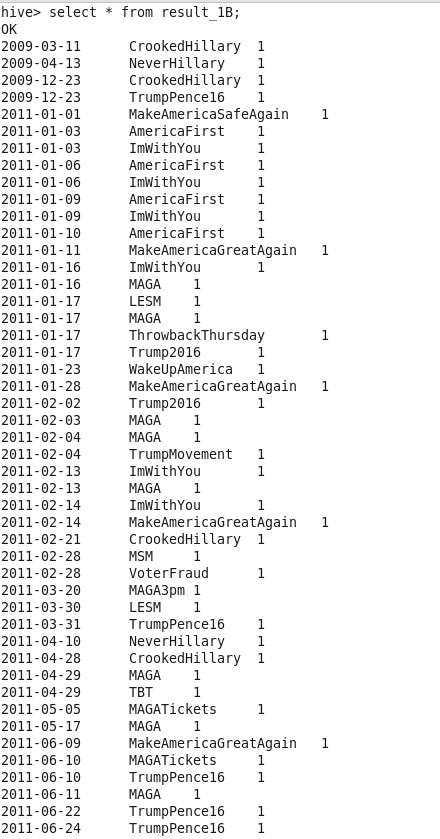 hive> select * from result_1B;
OK
2009-03-11 CrookedHillary 1
2009-04-13 NeverHillary 1
2009-12-23 CrookedHillary 1
2009-12-23 TrumpPence16 1
2011-01-01 MakeAmericaSafeAgain 1
2011-01-03 AmericaFirst 1
2011-01-03 ImWithYou 1
2011-01-06 AmericaFirst 1
2011-01-06 ImWithYou 1
2011-01-09 AmericaFirst 1
2011-01-09 ImWithYou 1
2011-01-10 AmericaFirst 1
2011-01-11 MakeAmericaGreatAgain 1
2011-01-16 ImWithYou 1
2011-01-16 MAGA 1
2011-01-17 LESM 1
2011-01-17 MAGA 1
2011-01-17 ThrowbackThursday 1
2011-01-17 Trump2016 1
2011-01-23 WakeUpAmerica 1
2011-01-28 MakeAmericaGreatAgain 1
2011-02-02 Trump2016 1
2011-02-03 MAGA 1
2011-02-04 MAGA 1
2011-02-04 TrumpMovement 1
2011-02-13 ImWithYou 1
2011-02-13 MAGA 1
2011-02-14 ImWithYou 1
2011-02-14 MakeAmericaGreatAgain 1
2011-02-21 CrookedHillary 1
2011-02-28 MSM 1
2011-02-28 VoterFraud 1
2011-03-20 MAGA3pm 1
2011-03-30 LESM 1
2011-03-31 TrumpPence16 1
2011-04-10 NeverHillary 1
2011-04-28 CrookedHillary 1
2011-04-29 MAGA 1
2011-04-29 TBT 1
2011-05-05 MAGATickets 1
2011-05-17 MAGA 1
2011-06-09 MakeAmericaGreatAgain 1
2011-06-10 MAGATickets 1
2011-06-10 TrumpPence16 1
2011-06-11 MAGA 1
2011-06-22 TrumpPence16 1
2011-06-24 TrumpPence16 1